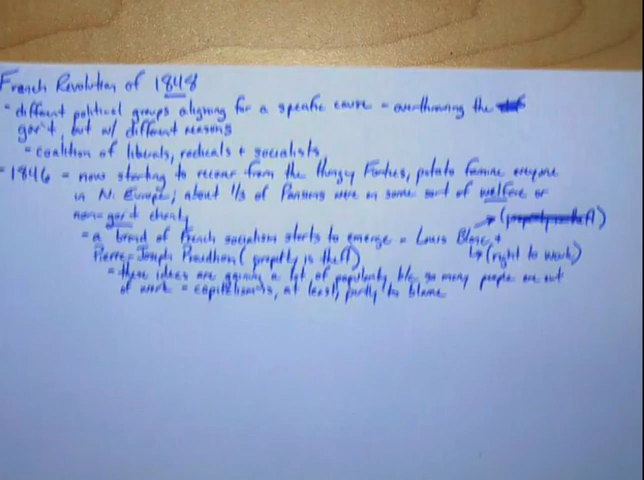 French Revolution of 1848
- different political groups aligning for a specific cause = overthrowing the
gov't, but w/ different reasons
= coalition of liberals, radicals + socialists
- 1846 = now starting to recover from the Hungry Forties, potato famine everyone
in N. Europe; about 1/3 of Parisians were on some sort of welfare or
non-gov't charity
= a brand of French socialism starts to emerge = Louis Blanc +
→ (right to work)
Pierre-Joseph Proudhon (property is theft)
= these ideas are gaining a lot of popularity b/c so many people are out
of work = capitalism is, at least, partly to blame